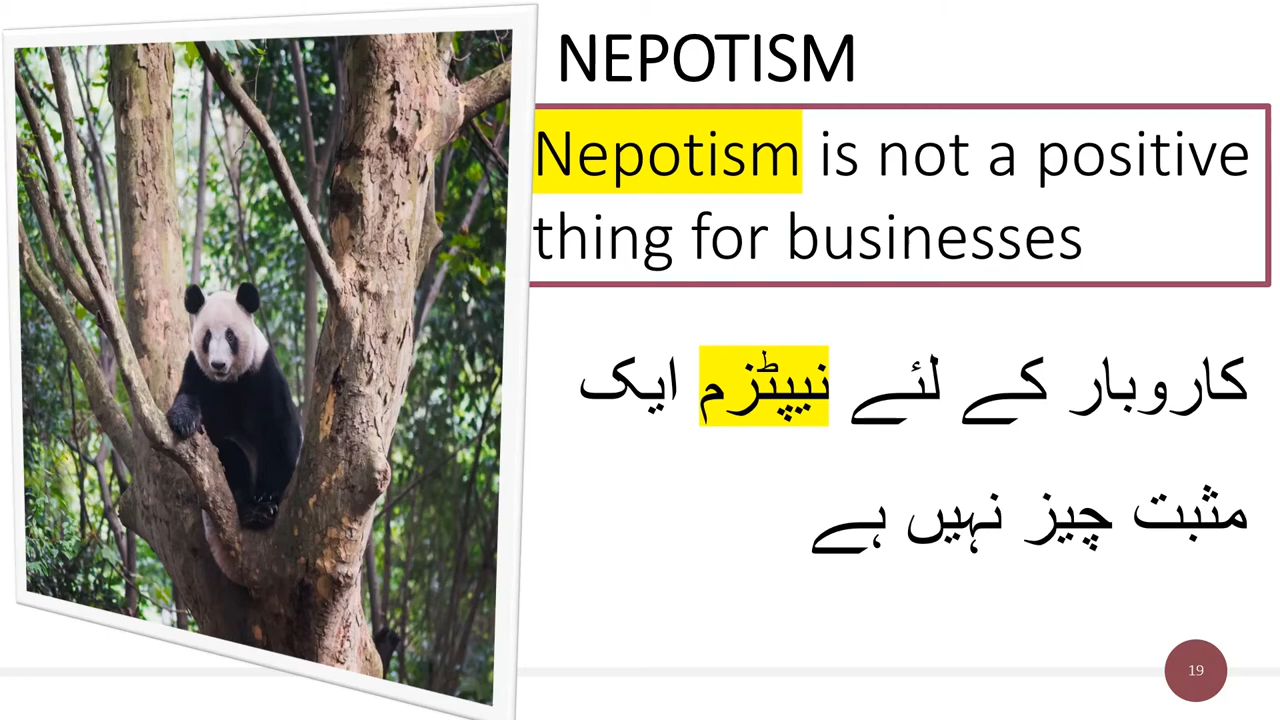 NEPOTISM
Nepotism is not a positive
thing for businesses
کاروبار کے لئے نیپٹزم ایک
مثبت چیز نہیں ہے
19